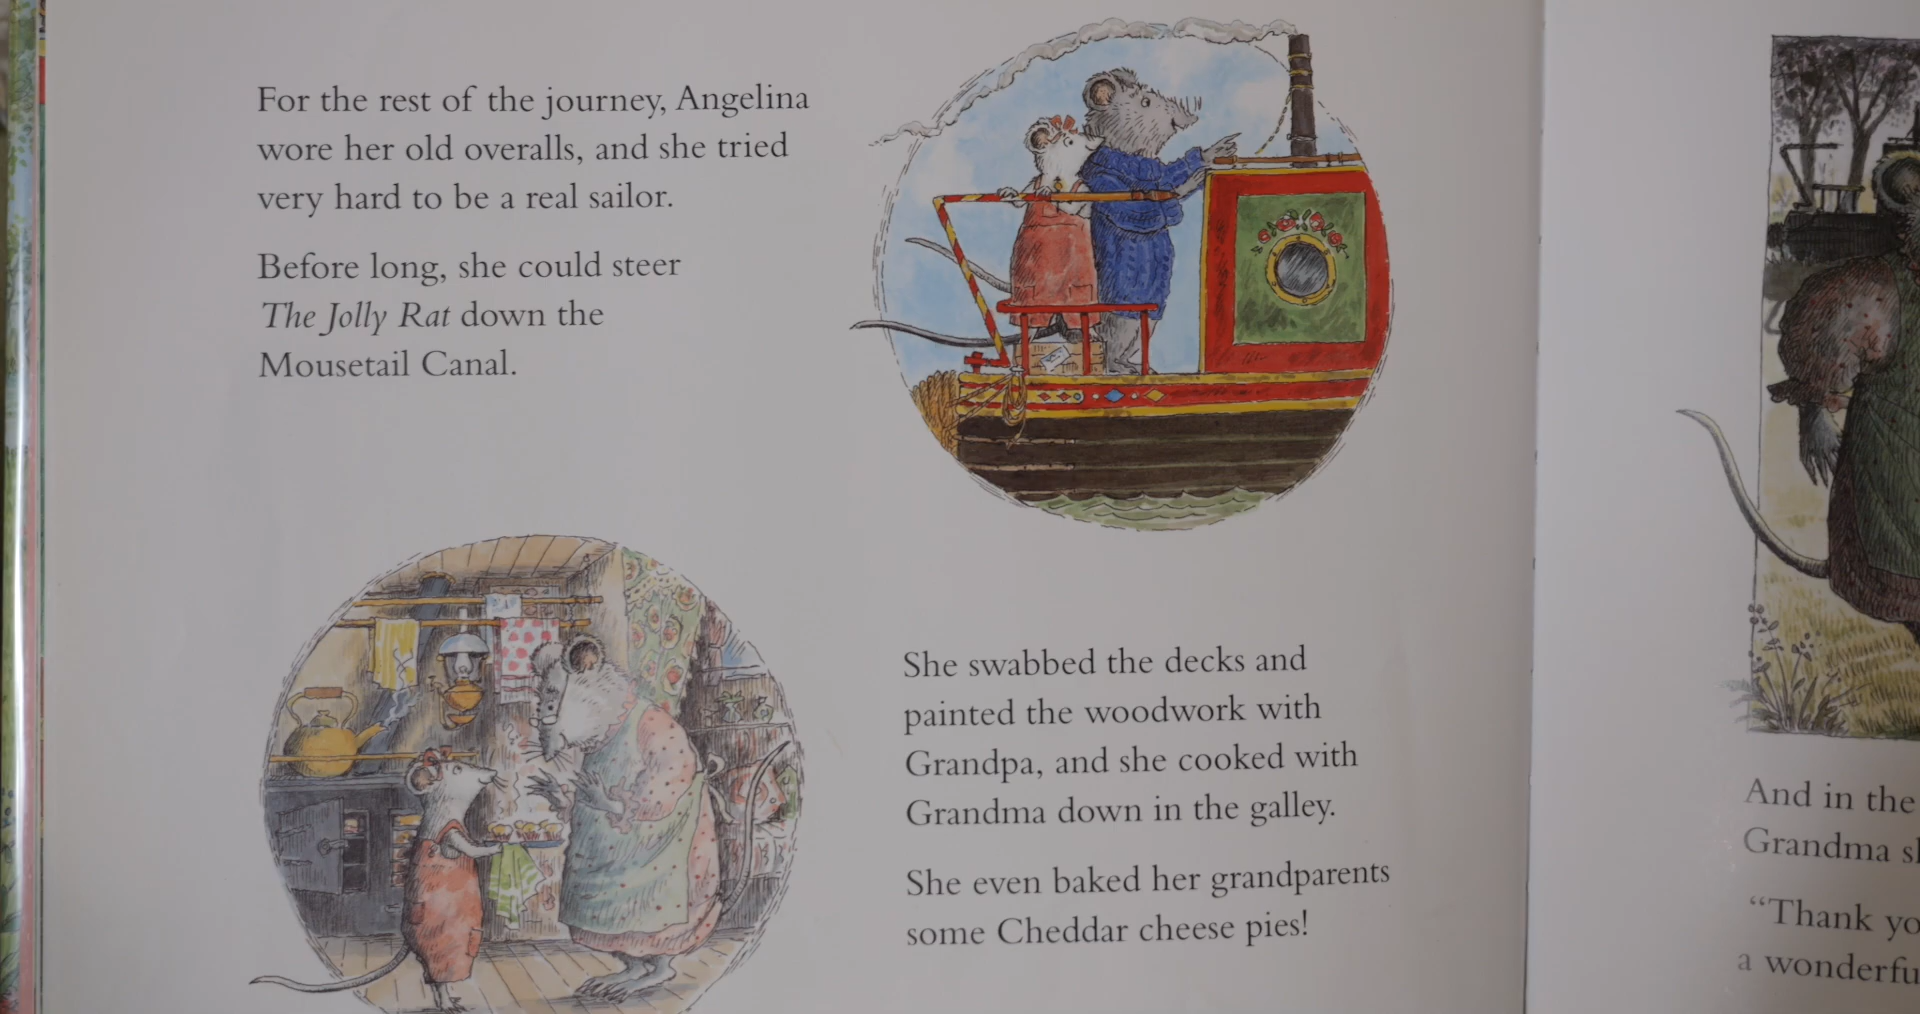 For the rest of the journey, Angelina
wore her old overalls, and she tried
very hard to be a real sailor.
Before long, she could steer
The Jolly Rat down the
Mousetail Canal.
She swabbed the decks and
painted the woodwork with
Grandpa, and she cooked with
Grandma down in the galley.
She even baked her grandparents
some Cheddar cheese pies!
And in the
Grandma
“Thank
a